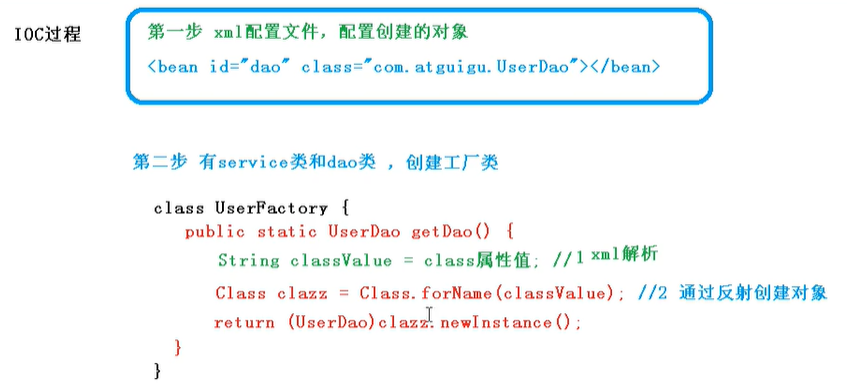 IOC过程
第一步 xml配置文件，配置创建的对象
<bean id="dao" class="com.atguigu.UserDao"></bean>
第二步 有service类和dao类 ，创建工厂类
class UserFactory {
public static UserDao getDao() {
String classValue = class属性值; //1 xml解析
Class clazz = Class.forName(classValue); //2 通过反射创建对象
return (UserDao)clazz.newInstance();
}
}